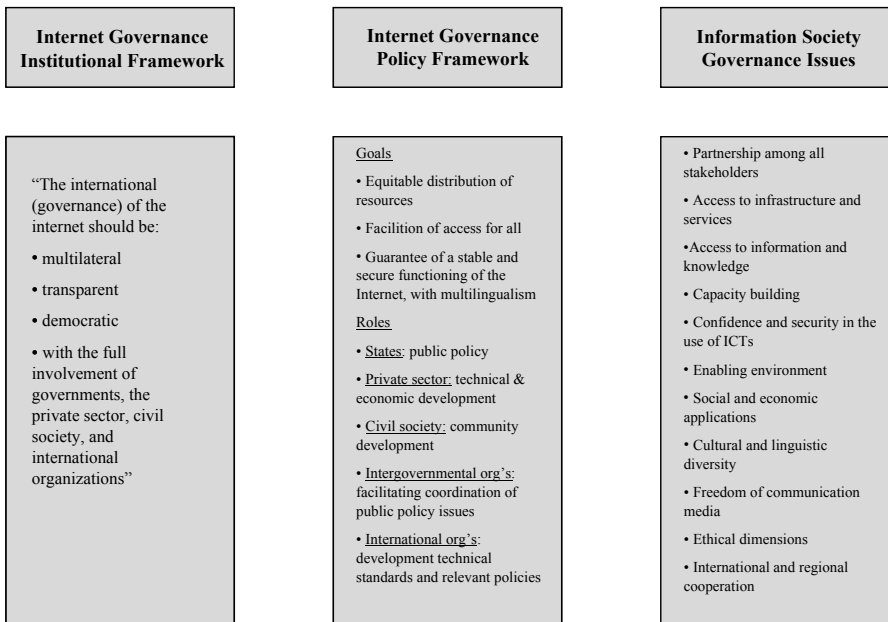 Internet Governance
Institutional Framework
“The international
(governance) of the
internet should be:
• multilateral
• transparent
• democratic
• with the full
involvement of
governments, the
private sector, civil
society, and
international
organizations”
Internet Governance
Policy Framework
Goals
• Equitable distribution of
resources
• Facilition of access for all
• Guarantee of a stable and
secure functioning of the
Internet, with multilingualism
Roles
• States: public policy
• Private sector: technical &
economic development
• Civil society: community
development
• Intergovernmental org’s:
facilitating coordination of
public policy issues
• International org’s:
development technical
standards and relevant policies
Information Society
Governance Issues
• Partnership among all
stakeholders
• Access to infrastructure and
services
•Access to information and
knowledge
• Capacity building
• Confidence and security in the
use of ICTs
• Enabling environment
• Social and economic
applications
• Cultural and linguistic
diversity
• Freedom of communication
media
• Ethical dimensions
• International and regional
cooperation